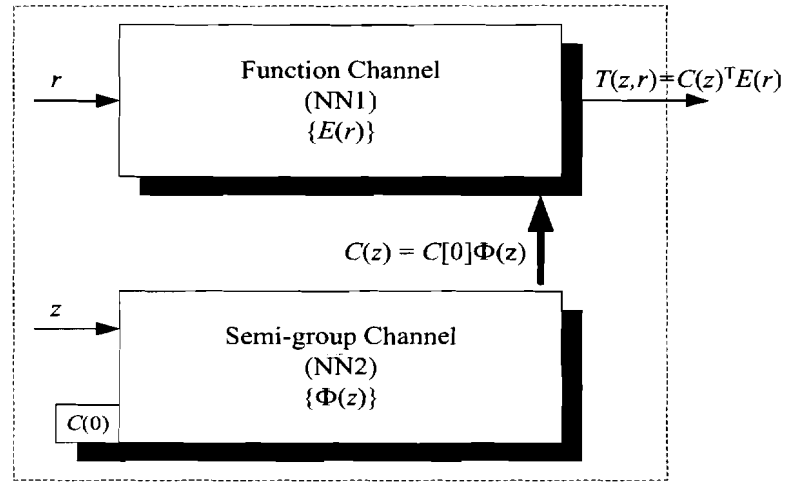 r
Function Channel
(NN1)
{E(r)}
T(z,r)=C(z)ᵀE(r)
C(z) = C[0]Φ(z)
z
Semi-group Channel
(NN2)
{Φ(z)}
C(0)